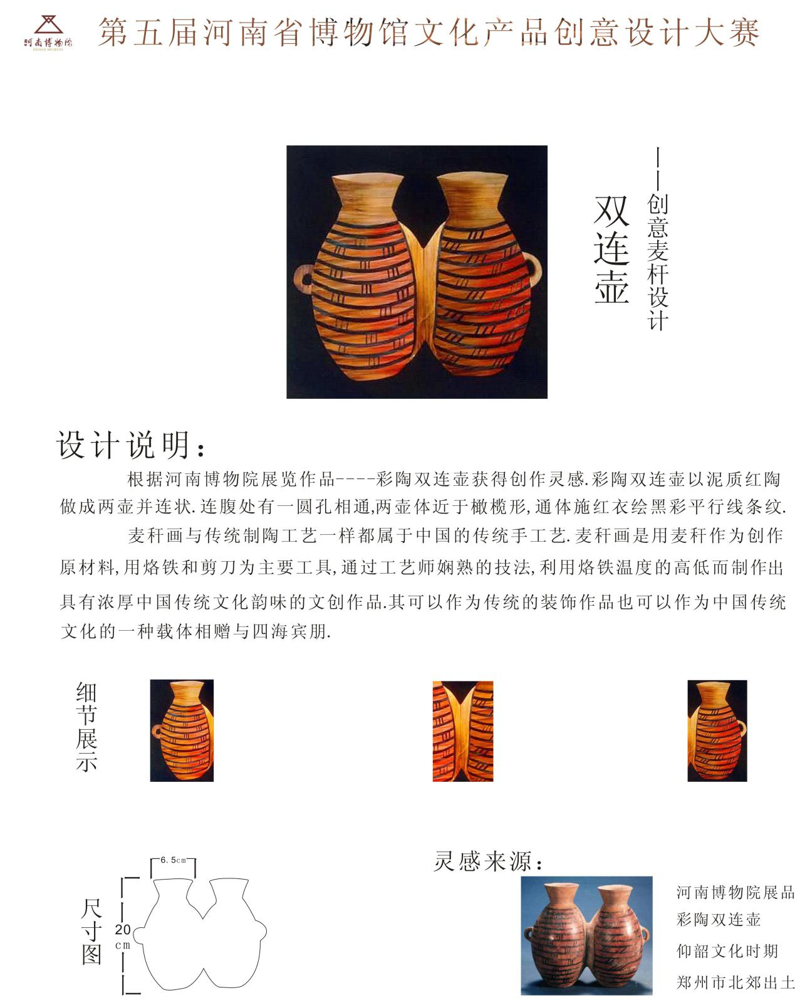 河南博物院
HENAN MUSEUM
第五届河南省博物馆文化产品创意设计大赛
双连壶
——创意麦杆设计
设计说明：
根据河南博物院展览作品----彩陶双连壶获得创作灵感.彩陶双连壶以泥质红陶
做成两壶并连状.连腹处有一圆孔相通,两壶体近于橄榄形,通体施红衣绘黑彩平行线条纹.
麦秆画与传统制陶工艺一样都属于中国的传统手工艺.麦秆画是用麦秆作为创作
原材料,用烙铁和剪刀为主要工具,通过工艺师娴熟的技法,利用烙铁温度的高低而制作出
具有浓厚中国传统文化韵味的文创作品.其可以作为传统的装饰作品也可以作为中国传统
文化的一种载体相赠与四海宾朋.
细节展示
尺寸图
6.5cm
20
cm
灵感来源：
河南博物院展品
彩陶双连壶
仰韶文化时期
郑州市北郊出土